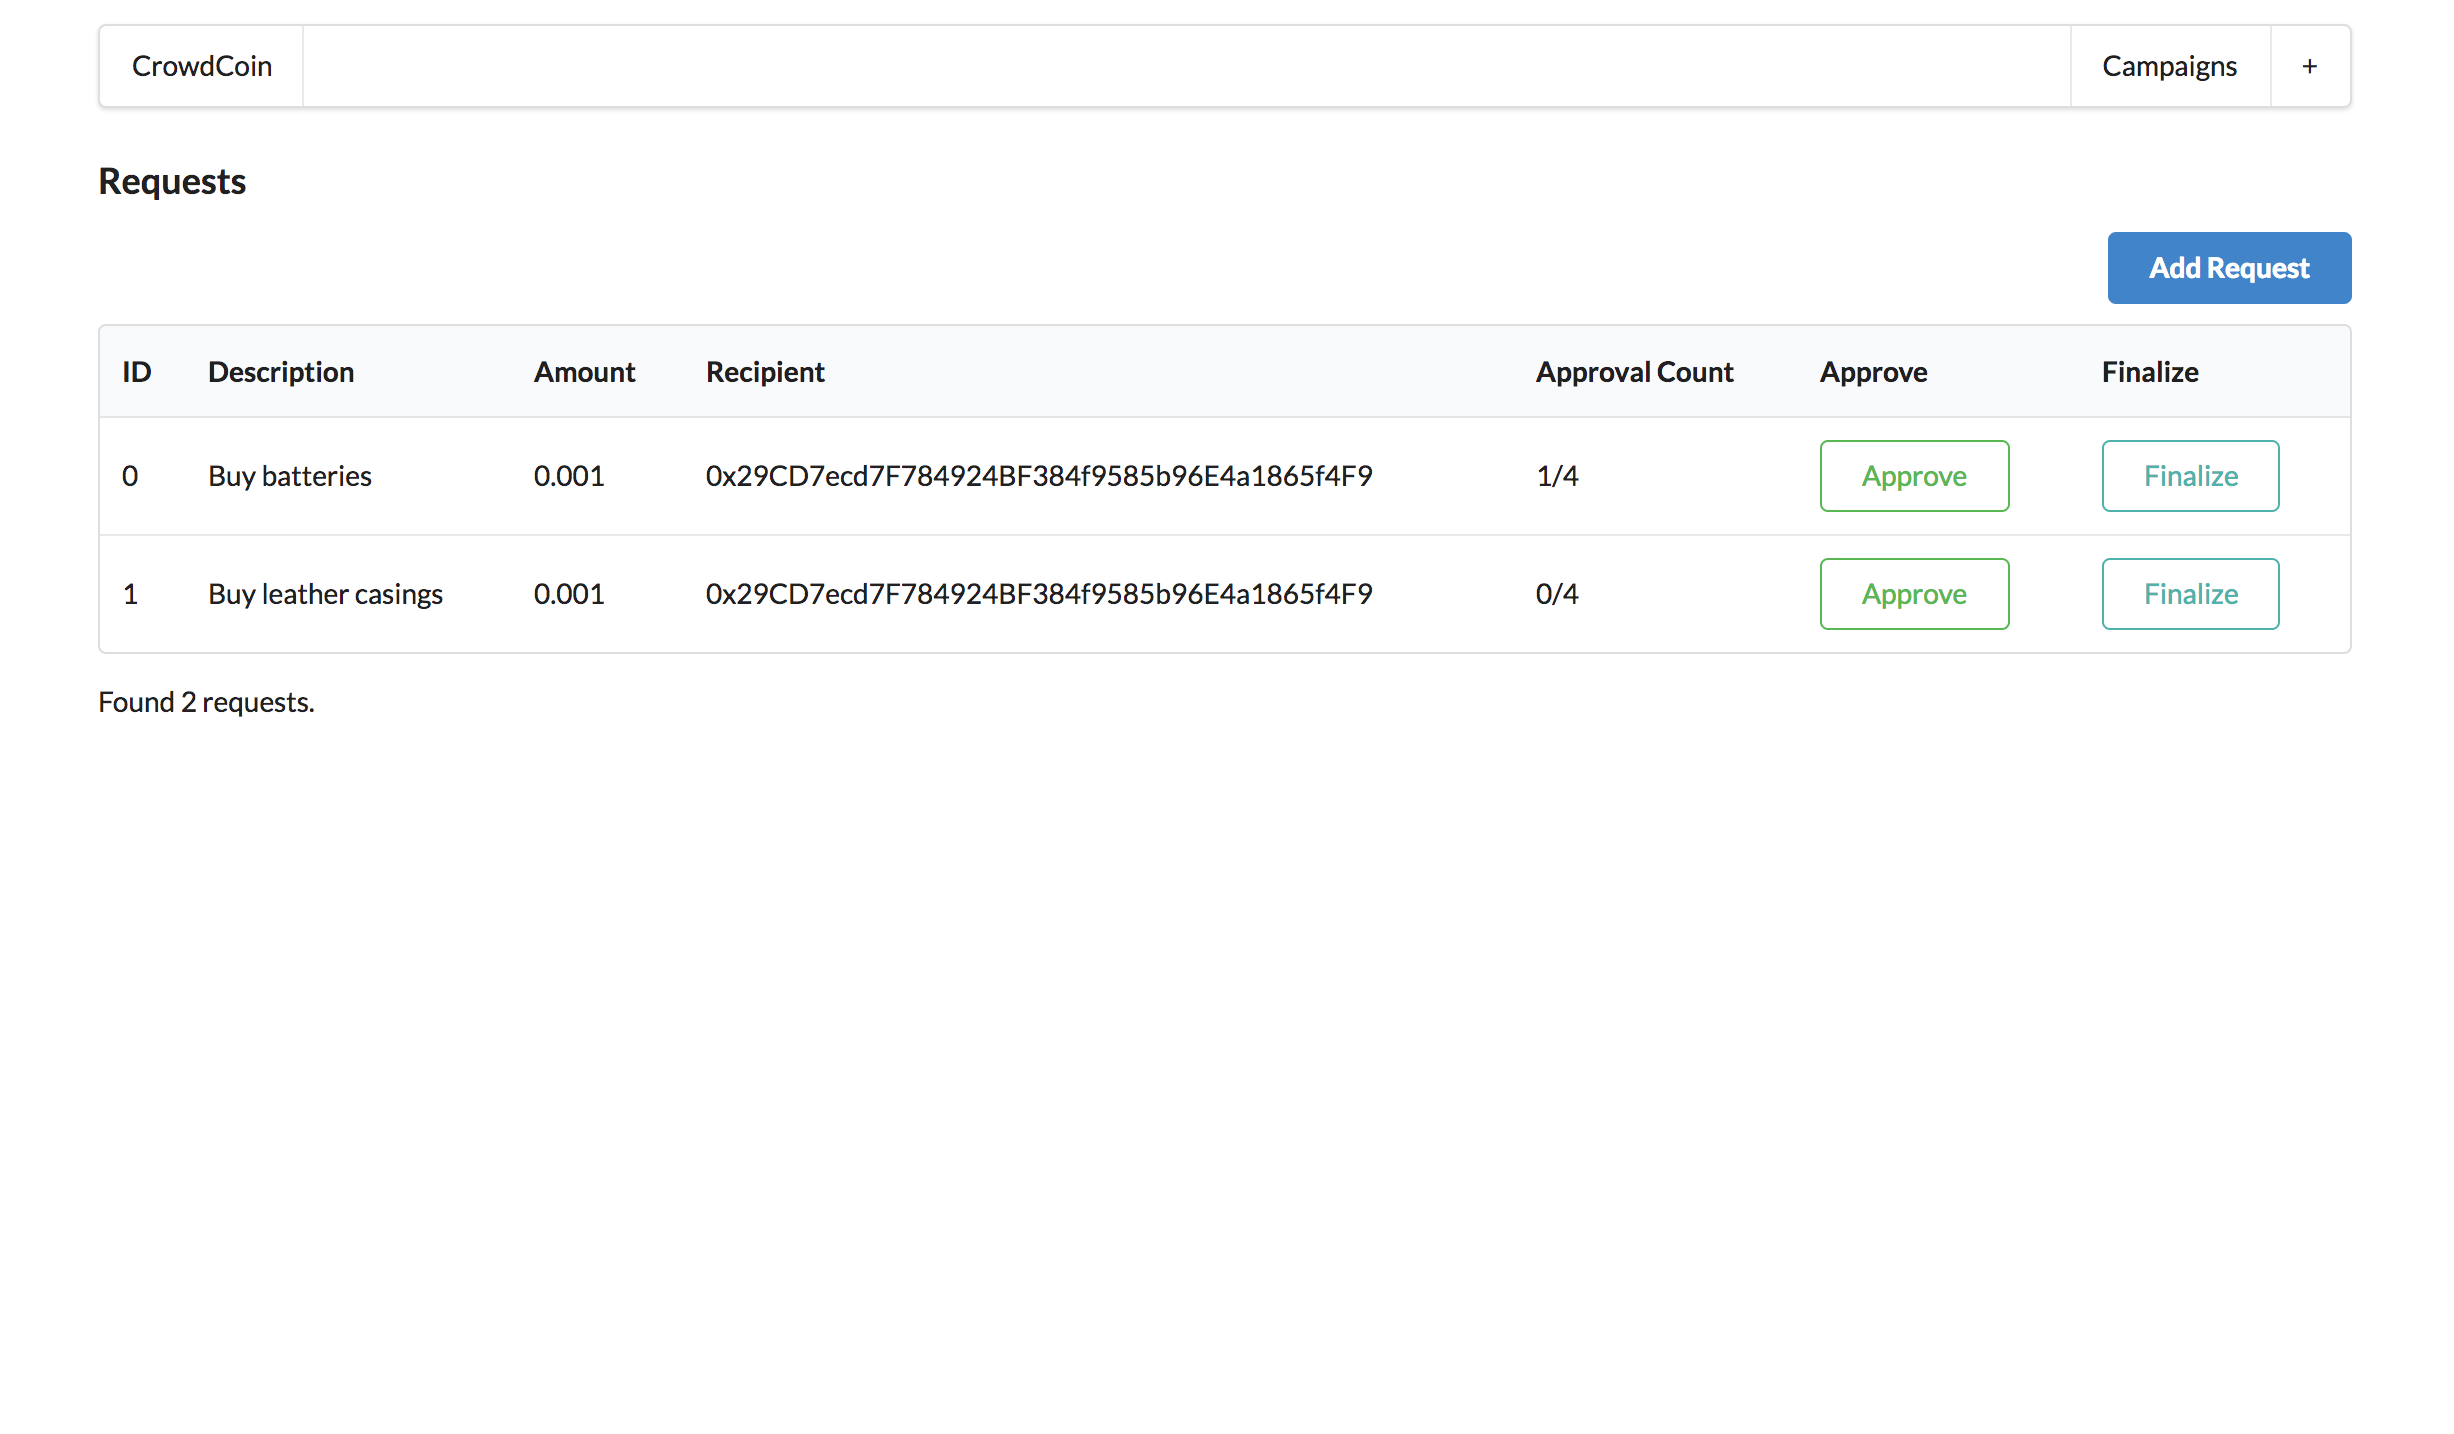 CrowdCoin Campaigns +
Requests
Add Request
ID Description Amount Recipient Approval Count Approve Finalize
0 Buy batteries 0.001 0x29CD7ecd7F784924BF384f9585b96E4a1865f4F9 1/4 Approve Finalize
1 Buy leather casings 0.001 0x29CD7ecd7F784924BF384f9585b96E4a1865f4F9 0/4 Approve Finalize
Found 2 requests.